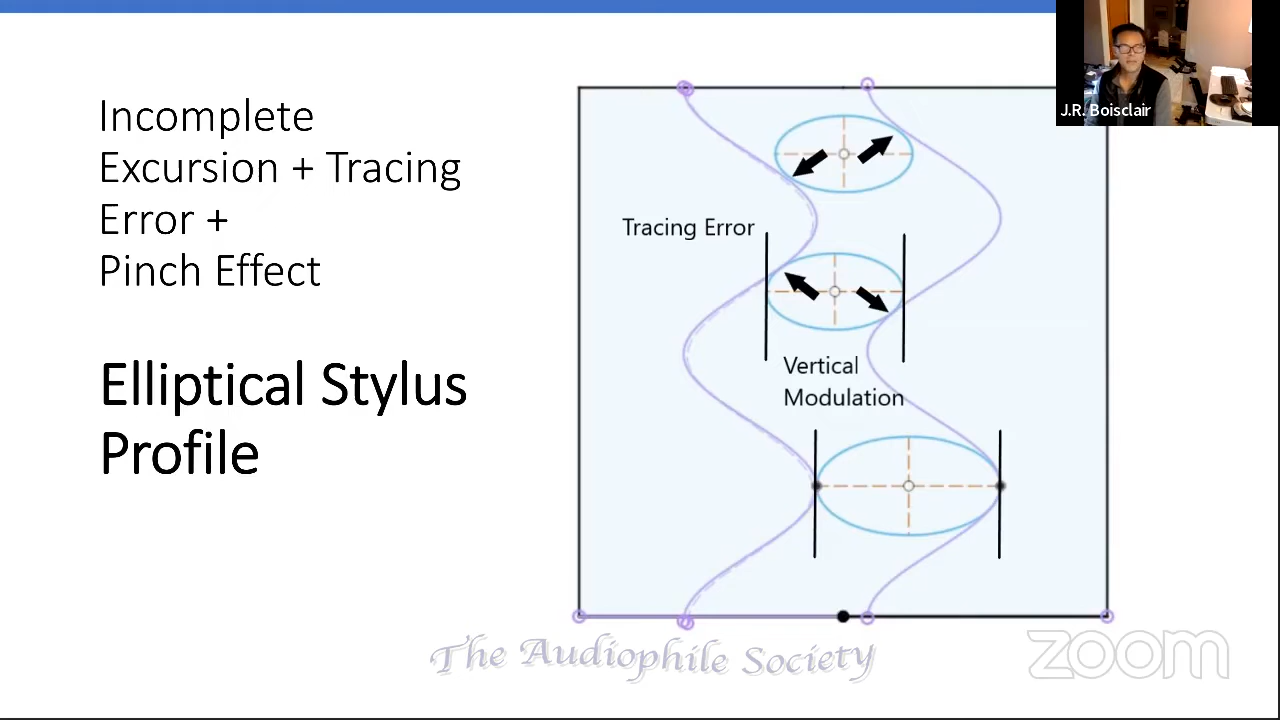 Incomplete
Excursion + Tracing
Error +
Pinch Effect
Elliptical Stylus
Profile
Tracing Error
Vertical
Modulation
J.R. Boisclair
The Audiophile Society
zoom